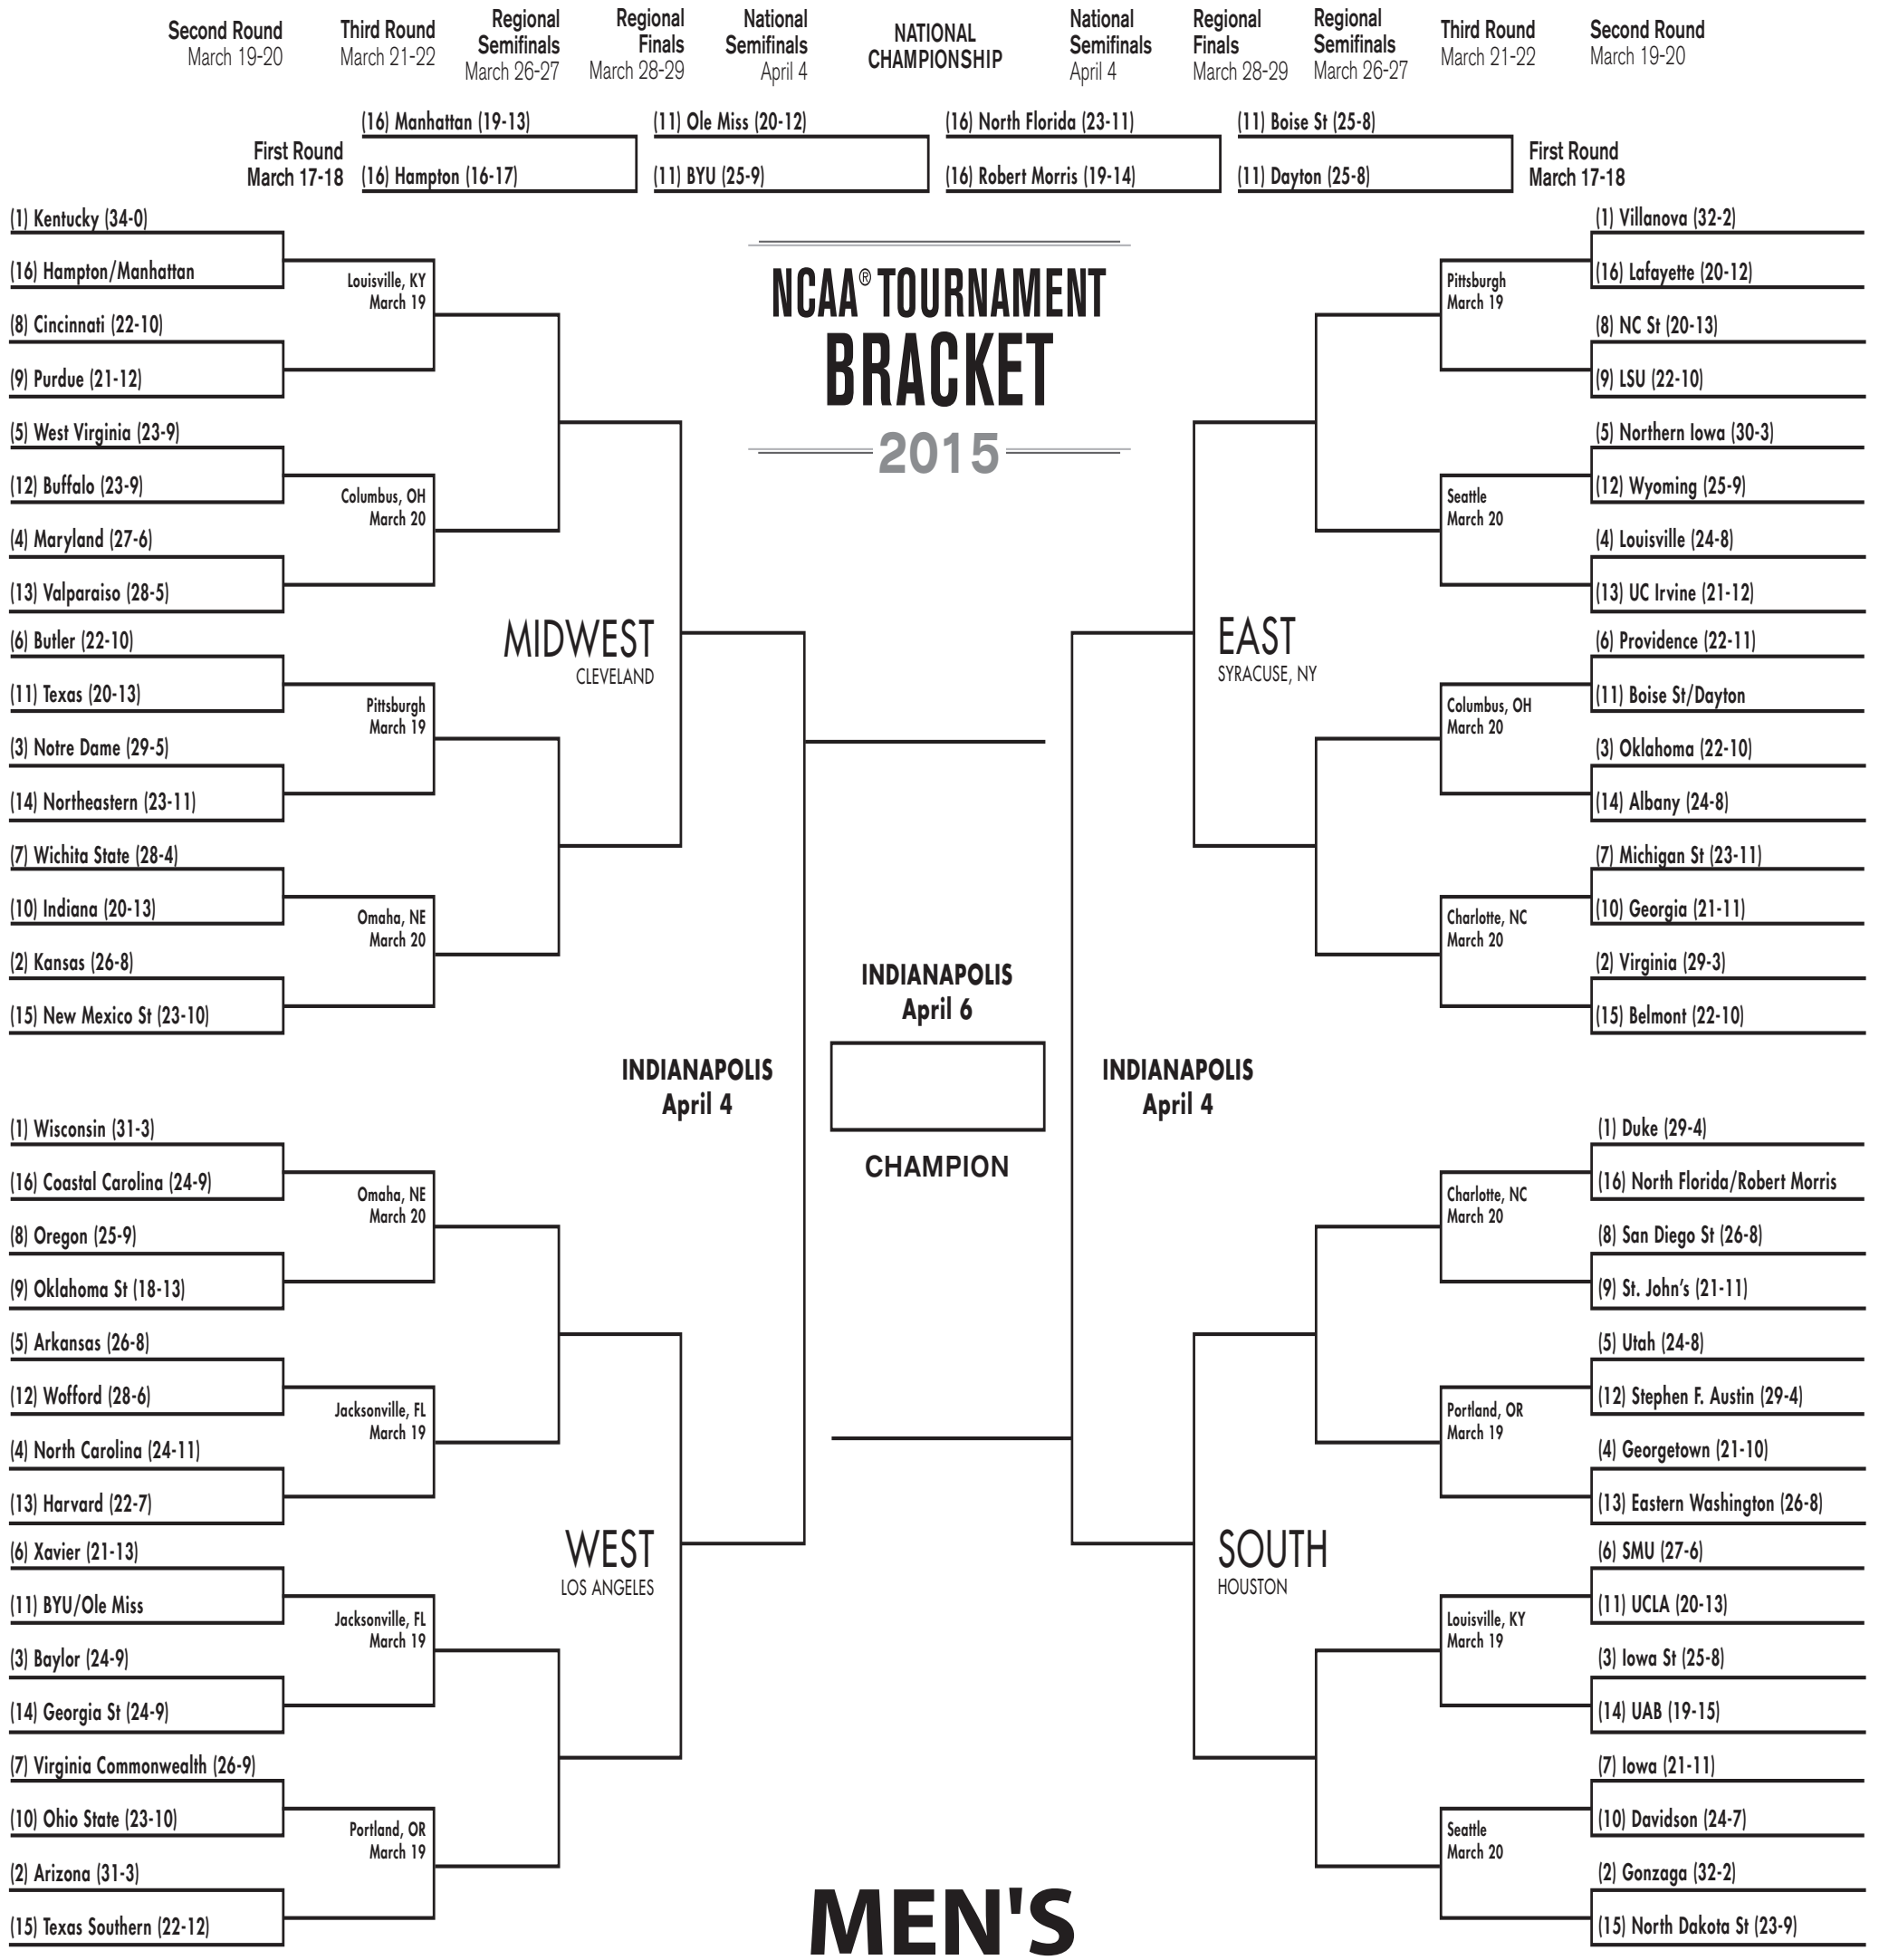 Second Round
March 19-20
Third Round
March 21-22
Regional
Semifinals
March 26-27
Regional
Finals
March 28-29
National
Semifinals
April 4
NATIONAL
CHAMPIONSHIP
National
Semifinals
April 4
Regional
Finals
March 28-29
Regional
Semifinals
March 26-27
Third Round
March 21-22
Second Round
March 19-20
First Round
March 17-18
(16) Manhattan (19-13)
(16) Hampton (16-17)
(11) Ole Miss (20-12)
(11) BYU (25-9)
(16) North Florida (23-11)
(16) Robert Morris (19-14)
(11) Boise St (25-8)
(11) Dayton (25-8)
First Round
March 17-18
NCAA® TOURNAMENT
BRACKET
2015
(1) Kentucky (34-0)
(16) Hampton/Manhattan
(8) Cincinnati (22-10)
(9) Purdue (21-12)
(5) West Virginia (23-9)
(12) Buffalo (23-9)
(4) Maryland (27-6)
(13) Valparaiso (28-5)
(6) Butler (22-10)
(11) Texas (20-13)
(3) Notre Dame (29-5)
(14) Northeastern (23-11)
(7) Wichita State (28-4)
(10) Indiana (20-13)
(2) Kansas (26-8)
(15) New Mexico St (23-10)
Louisville, KY
March 19
Columbus, OH
March 20
Pittsburgh
March 19
Omaha, NE
March 20
MIDWEST
CLEVELAND
(1) Wisconsin (31-3)
(16) Coastal Carolina (24-9)
(8) Oregon (25-9)
(9) Oklahoma St (18-13)
(5) Arkansas (26-8)
(12) Wofford (28-6)
(4) North Carolina (24-11)
(13) Harvard (22-7)
(6) Xavier (21-13)
(11) BYU/Ole Miss
(3) Baylor (24-9)
(14) Georgia St (24-9)
(7) Virginia Commonwealth (26-9)
(10) Ohio State (23-10)
(2) Arizona (31-3)
(15) Texas Southern (22-12)
Omaha, NE
March 20
Jacksonville, FL
March 19
Jacksonville, FL
March 19
Portland, OR
March 19
WEST
LOS ANGELES
INDIANAPOLIS
April 4
INDIANAPOLIS
April 6
CHAMPION
INDIANAPOLIS
April 4
EAST
SYRACUSE, NY
Pittsburgh
March 19
Seattle
March 20
Columbus, OH
March 20
Charlotte, NC
March 20
(1) Villanova (32-2)
(16) Lafayette (20-12)
(8) NC St (20-13)
(9) LSU (22-10)
(5) Northern Iowa (30-3)
(12) Wyoming (25-9)
(4) Louisville (24-8)
(13) UC Irvine (21-12)
(6) Providence (22-11)
(11) Boise St/Dayton
(3) Oklahoma (22-10)
(14) Albany (24-8)
(7) Michigan St (23-11)
(10) Georgia (21-11)
(2) Virginia (29-3)
(15) Belmont (22-10)
SOUTH
HOUSTON
Charlotte, NC
March 20
Portland, OR
March 19
Louisville, KY
March 19
Seattle
March 20
(1) Duke (29-4)
(16) North Florida/Robert Morris
(8) San Diego St (26-8)
(9) St. John's (21-11)
(5) Utah (24-8)
(12) Stephen F. Austin (29-4)
(4) Georgetown (21-10)
(13) Eastern Washington (26-8)
(6) SMU (27-6)
(11) UCLA (20-13)
(3) Iowa St (25-8)
(14) UAB (19-15)
(7) Iowa (21-11)
(10) Davidson (24-7)
(2) Gonzaga (32-2)
(15) North Dakota St (23-9)
MEN'S